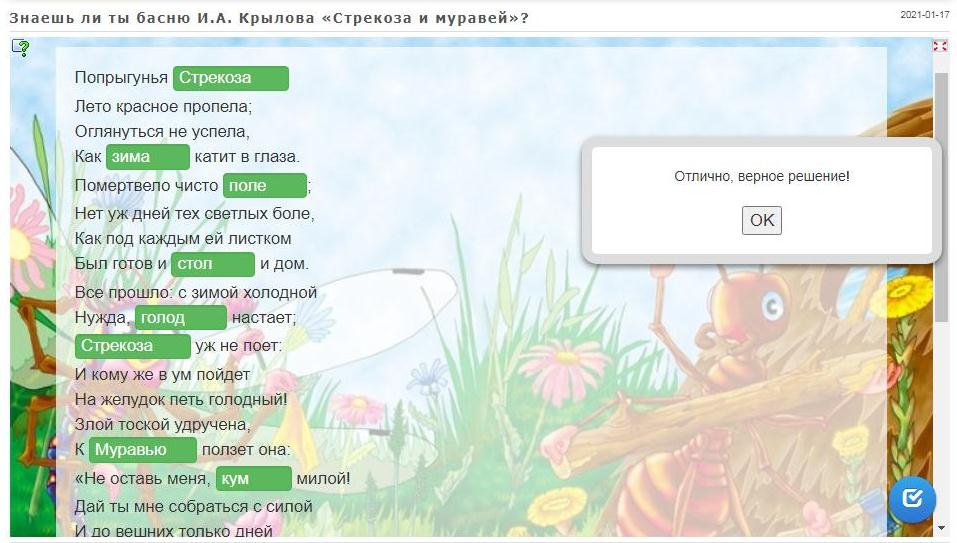 Знаешь ли ты басню И.А. Крылова «Стрекоза и муравей»?
2021-01-17
Попрыгунья Стрекоза
Лето красное пропела;
Оглянуться не успела,
Как зима катит в глаза.
Помертвело чисто поле;
Нет уж дней тех светлых боле,
Как под каждым ей листком
Был готов и стол и дом.
Все прошло: с зимой холодной
Нужда, голод настает;
Стрекоза уж не поет:
И кому же в ум пойдет
На желудок петь голодный!
Злой тоской удручена,
К Муравью ползет она:
«Не оставь меня, кум милой!
Дай ты мне собраться с силой
И до вешних только дней
Отлично, верное решение!
OK